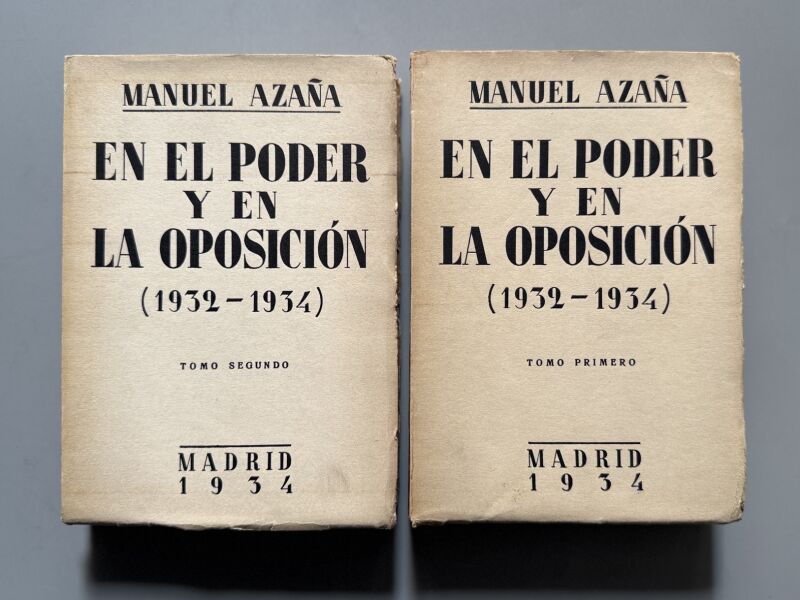 MANUEL AZAÑA
EN EL PODER
Y EN
LA OPOSICIÓN
(1932-1934)
TOMO SEGUNDO
MADRID
1934
MANUEL AZAÑA
EN EL PODER
Y EN
LA OPOSICIÓN
(1932-1934)
TOMO PRIMERO
MADRID
1934